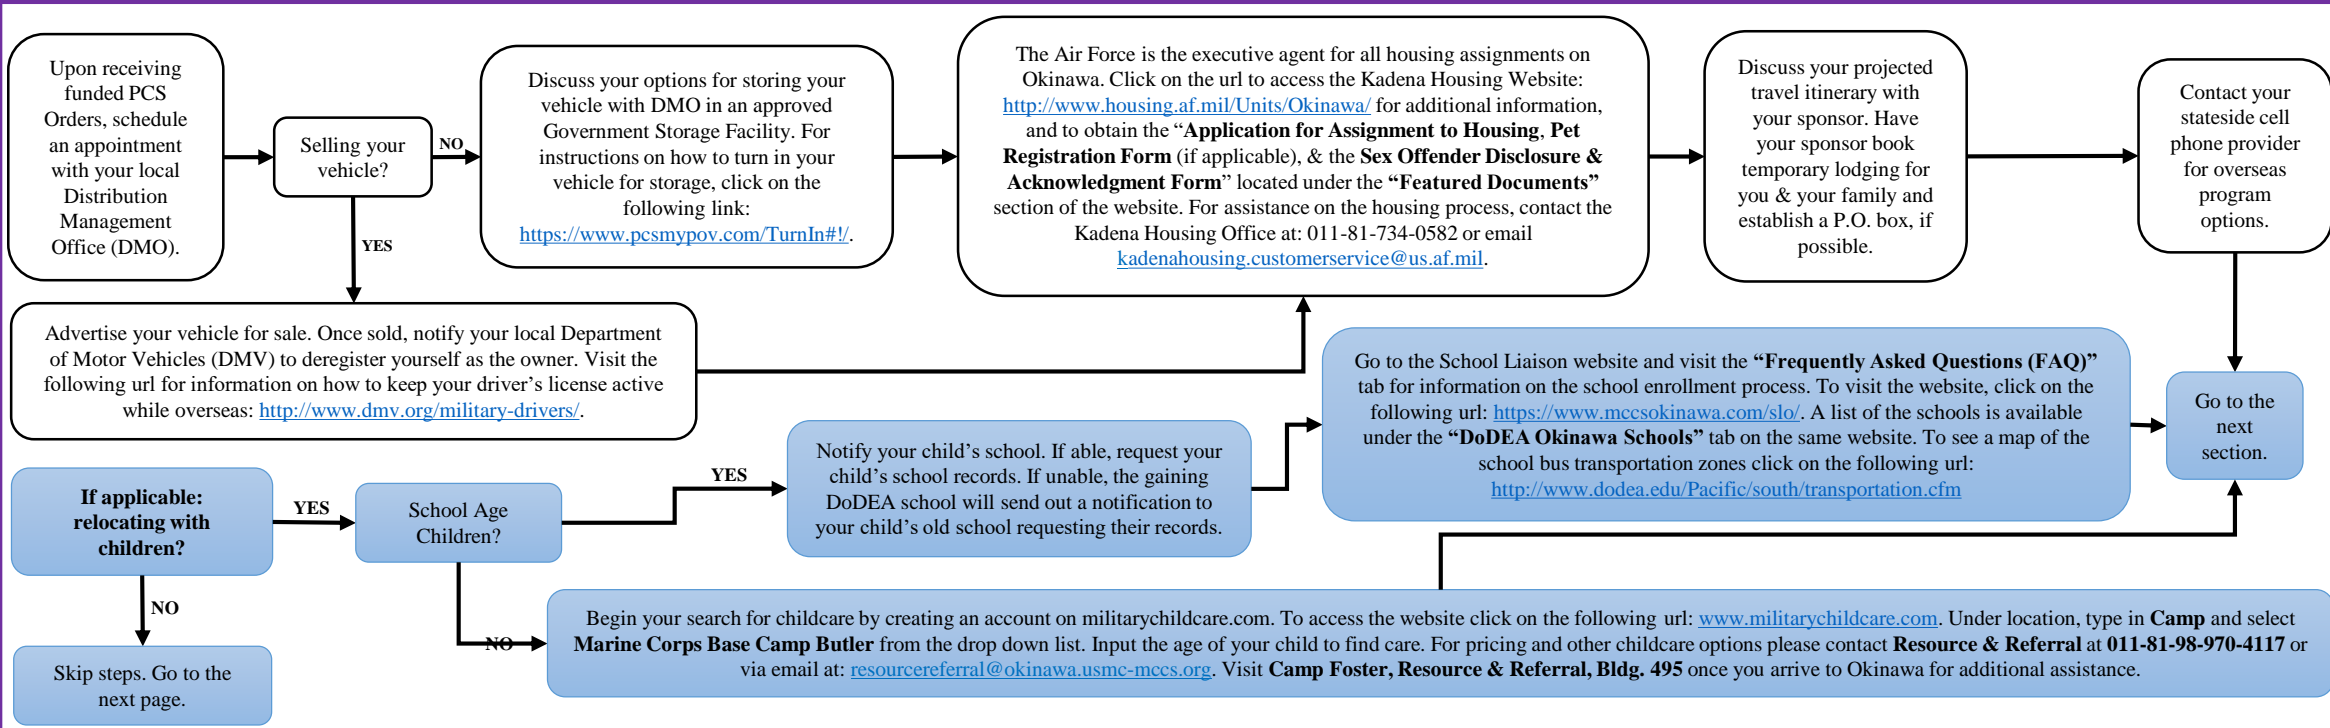 Upon receiving
funded PCS
Orders, schedule
an appointment
with your local
Distribution
Management
Office (DMO).
Selling your
vehicle?
NO
YES
Discuss your options for storing your
vehicle with DMO in an approved
Government Storage Facility. For
instructions on how to turn in your
vehicle for storage, click on the
following link:
https://www.pcsmypov.com/TurnIn#!/.
The Air Force is the executive agent for all housing assignments on
Okinawa. Click on the url to access the Kadena Housing Website:
http://www.housing.af.mil/Units/Okinawa/ for additional information,
and to obtain the “Application for Assignment to Housing, Pet
Registration Form (if applicable), & the Sex Offender Disclosure &
Acknowledgment Form” located under the “Featured Documents”
section of the website. For assistance on the housing process, contact the
Kadena Housing Office at: 011-81-734-0582 or email
kadenahousing.customerservice@us.af.mil.
Discuss your projected
travel itinerary with
your sponsor. Have
your sponsor book
temporary lodging for
you & your family and
establish a P.O. box, if
possible.
Contact your
stateside cell
phone provider
for overseas
program
options.
Advertise your vehicle for sale. Once sold, notify your local Department
of Motor Vehicles (DMV) to deregister yourself as the owner. Visit the
following url for information on how to keep your driver’s license active
while overseas: http://www.dmv.org/military-drivers/.
If applicable:
relocating with
children?
YES
NO
Skip steps. Go to the
next page.
School Age
Children?
YES
NO
Notify your child’s school. If able, request your
child’s school records. If unable, the gaining
DoDEA school will send out a notification to
your child’s old school requesting their records.
Go to the School Liaison website and visit the “Frequently Asked Questions (FAQ)”
tab for information on the school enrollment process. To visit the website, click on the
following url: https://www.mccsokinawa.com/slo/. A list of the schools is available
under the “DoDEA Okinawa Schools” tab on the same website. To see a map of the
school bus transportation zones click on the following url:
http://www.dodea.edu/Pacific/south/transportation.cfm
Go to the
next
section.
Begin your search for childcare by creating an account on militarychildcare.com. To access the website click on the following url: www.militarychildcare.com. Under location, type in Camp and select
Marine Corps Base Camp Butler from the drop down list. Input the age of your child to find care. For pricing and other childcare options please contact Resource & Referral at 011-81-98-970-4117 or
via email at: resourcereferral@okinawa.usmc-mccs.org. Visit Camp Foster, Resource & Referral, Bldg. 495 once you arrive to Okinawa for additional assistance.